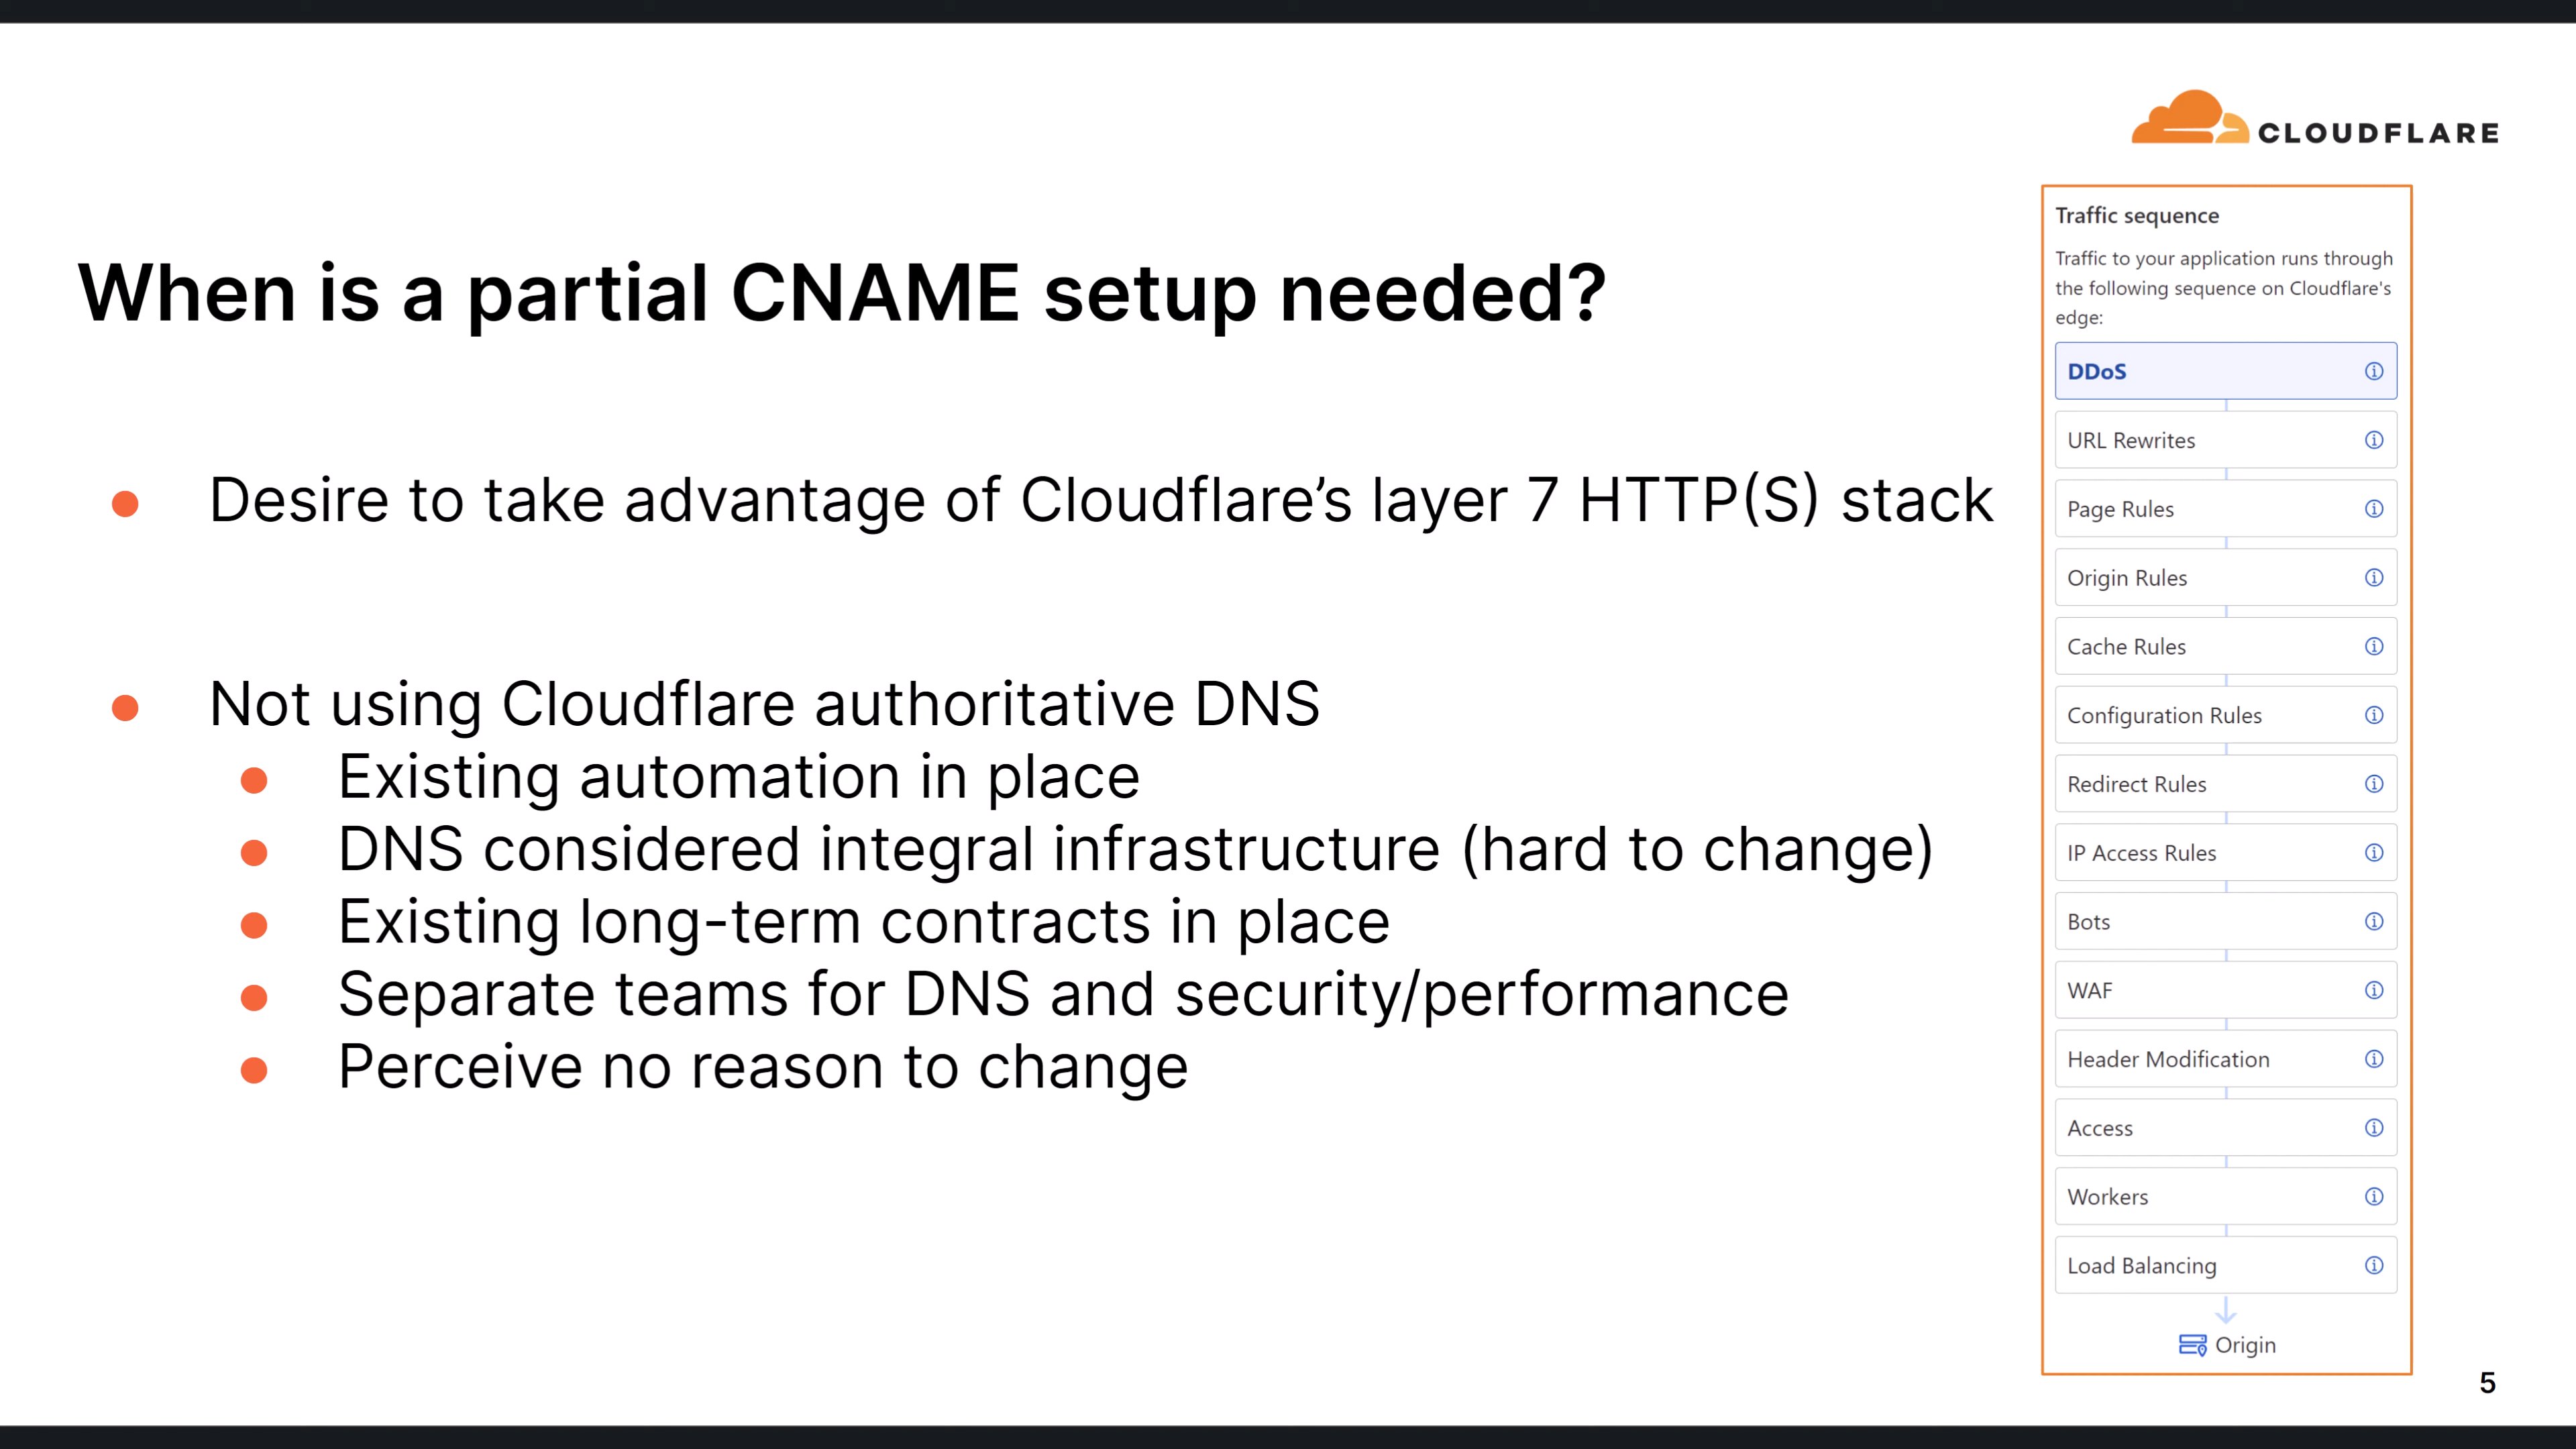 CLOUDFLARE
When is a partial CNAME setup needed?
Desire to take advantage of Cloudflare’s layer 7 HTTP(S) stack
Not using Cloudflare authoritative DNS
Existing automation in place
DNS considered integral infrastructure (hard to change)
Existing long-term contracts in place
Separate teams for DNS and security/performance
Perceive no reason to change
Traffic sequence
Traffic to your application runs through
the following sequence on Cloudflare's
edge:
DDoS
URL Rewrites
Page Rules
Origin Rules
Cache Rules
Configuration Rules
Redirect Rules
IP Access Rules
Bots
WAF
Header Modification
Access
Workers
Load Balancing
Origin
5